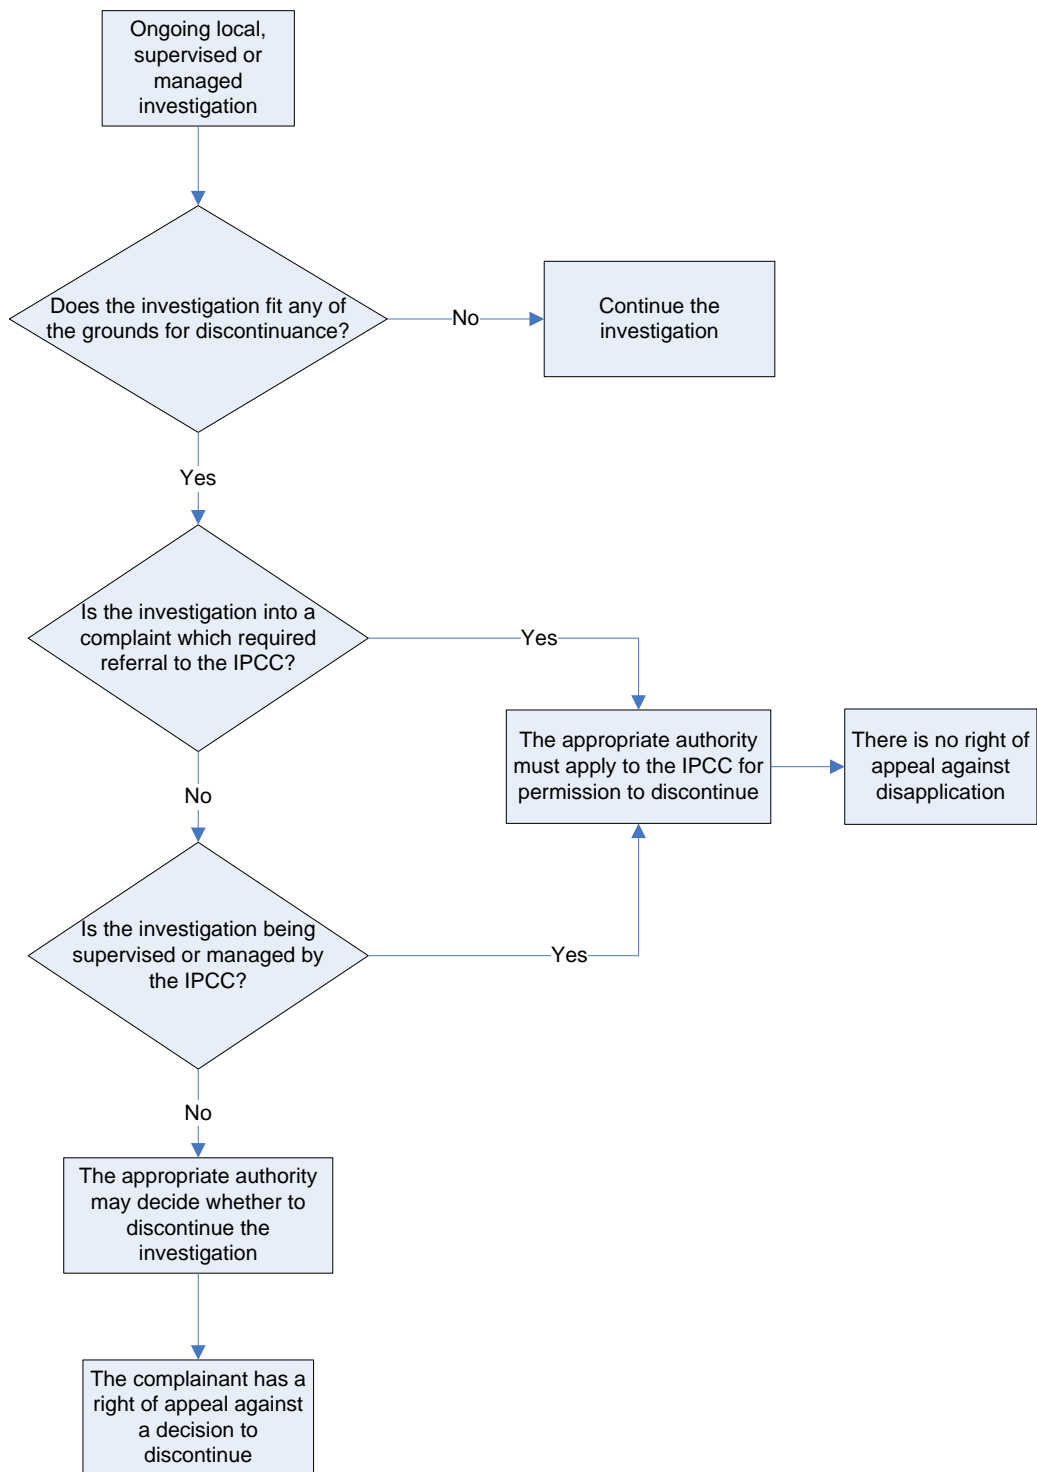 Ongoing local,
supervised or
managed
investigation
Does the investigation fit any of
the grounds for discontinuance?
No
Continue the
investigation
Yes
Is the investigation into a
complaint which required
referral to the IPCC?
Yes
The appropriate authority
must apply to the IPCC for
permission to discontinue
There is no right of
appeal against
disapplication
No
Is the investigation being
supervised or managed by
the IPCC?
Yes
No
The appropriate authority
may decide whether to
discontinue the
investigation
The complainant has a
right of appeal against
a decision to
discontinue